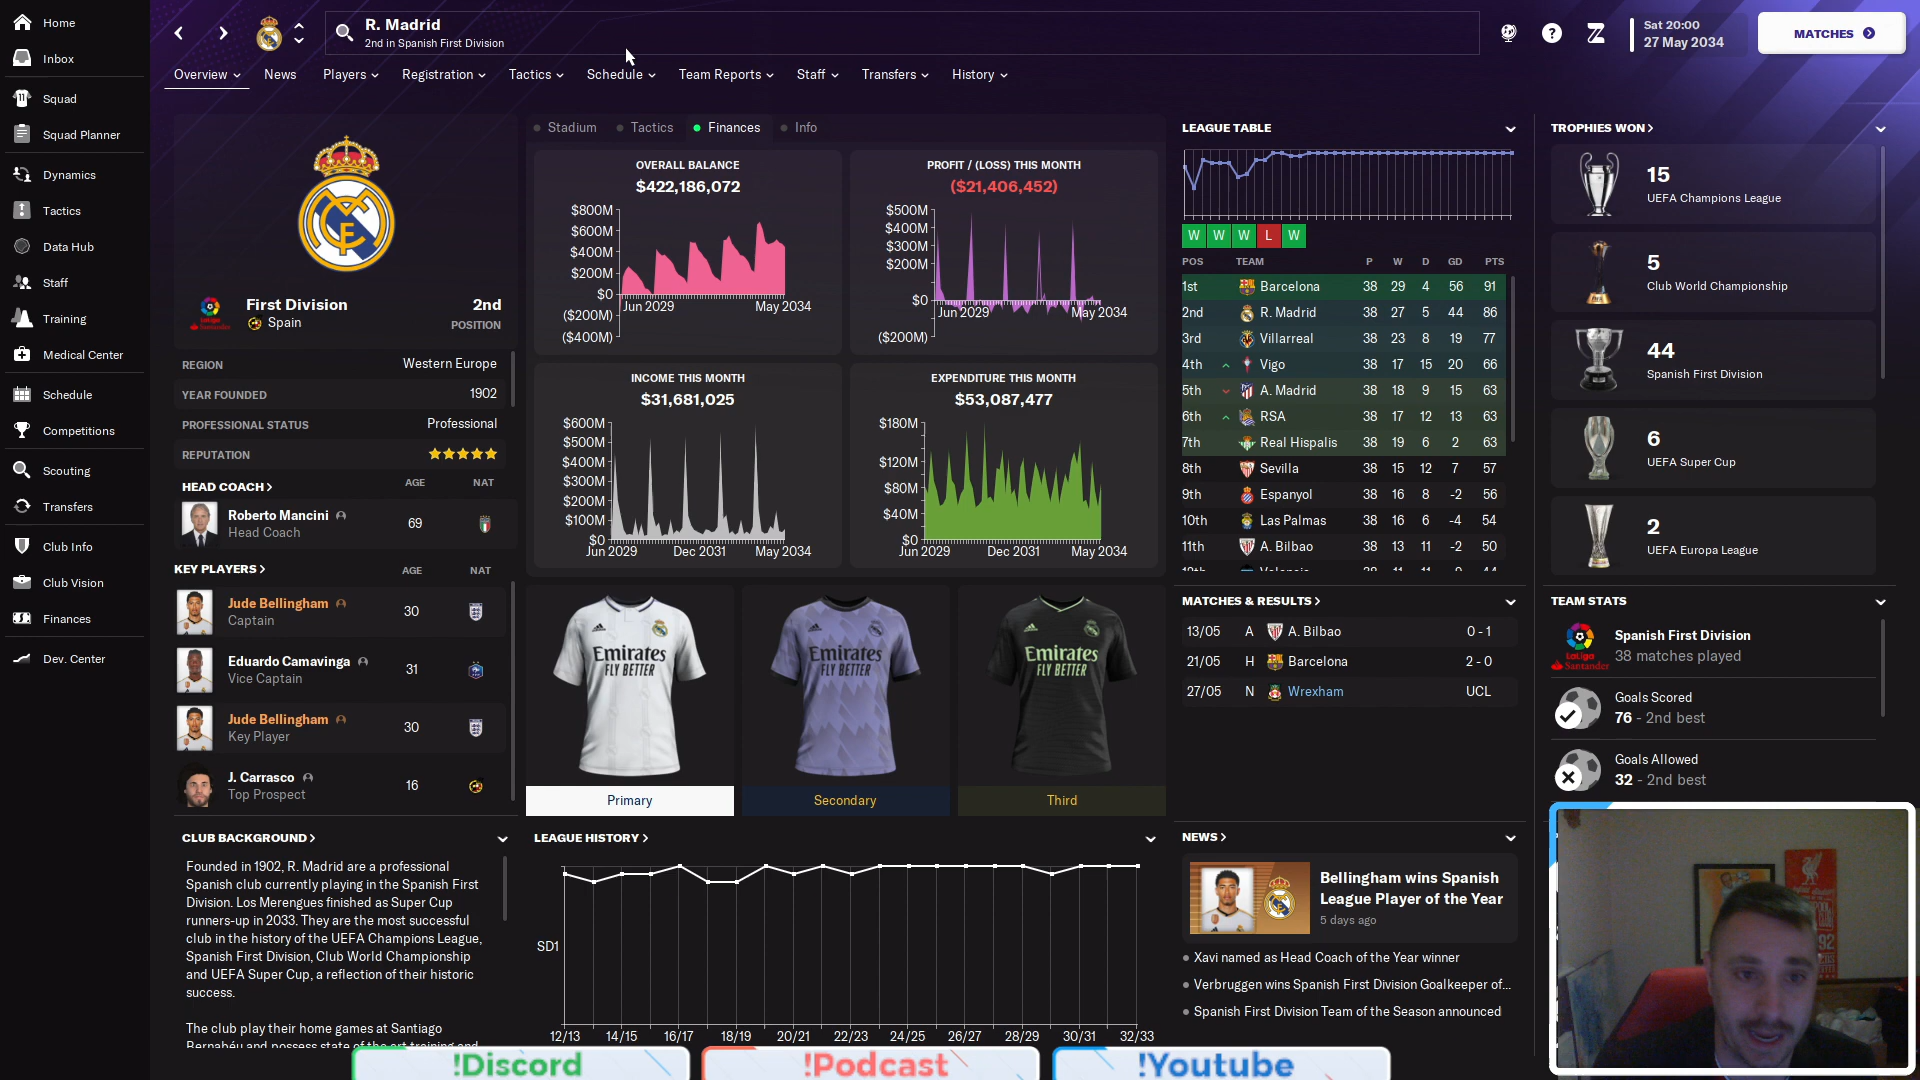 Home
Inbox
Squad
Squad Planner
Dynamics
Tactics
Data Hub
Staff
Training
Medical Center
Schedule
Competitions
Scouting
Transfers
Club Info
Club Vision
Finances
Dev. Center
R. Madrid
2nd in Spanish First Division
Sat 20:00
27 May 2034
MATCHES
Overview News Players Registration Tactics Schedule Team Reports Staff Transfers History
First Division 2nd
Spain POSITION
LaLiga
Santander
REGION Western Europe
YEAR FOUNDED 1902
PROFESSIONAL STATUS Professional
REPUTATION
HEAD COACH > AGE NAT
Roberto Mancini 69
Head Coach
KEY PLAYERS > AGE NAT
Jude Bellingham 30
Captain
Eduardo Camavinga 31
Vice Captain
Jude Bellingham 30
Key Player
J. Carrasco 16
Top Prospect
Stadium Tactics Finances Info
OVERALL BALANCE
$422,186,072
$800M
$600M
$400M
$200M
$0
($200M)
($400M)
Jun 2029 May 2034
PROFIT / (LOSS) THIS MONTH
($21,406,452)
$500M
$400M
$300M
$200M
$0
($200M)
Jun 2029 May 2034
INCOME THIS MONTH
$31,681,025
$600M
$500M
$400M
$300M
$200M
$100M
$0
Jun 2029 Dec 2031 May 2034
EXPENDITURE THIS MONTH
$53,087,477
$180M
$120M
$80M
$40M
$0
Jun 2029 Dec 2031 May 2034
Emirates
FLY BETTER
Primary
Emirates
FLY BETTER
Secondary
Emirates
FLY BETTER
Third
LEAGUE TABLE
W W W L W
POS TEAM P W D GD PTS
1st Barcelona 38 29 4 56 91
2nd R. Madrid 38 27 5 44 86
3rd Villarreal 38 23 8 19 77
4th Vigo 38 17 15 20 66
5th A. Madrid 38 18 9 15 63
6th RSA 38 17 12 13 63
7th Real Hispalis 38 19 6 2 63
8th Sevilla 38 15 12 7 57
9th Espanyol 38 16 8 -2 56
10th Las Palmas 38 16 6 -4 54
11th A. Bilbao 38 13 11 -2 50
MATCHES & RESULTS >
13/05 A A. Bilbao 0 - 1
21/05 H Barcelona 2 - 0
27/05 N Wrexham UCL
TROPHIES WON >
15
UEFA Champions League
5
Club World Championship
44
Spanish First Division
6
UEFA Super Cup
2
UEFA Europa League
TEAM STATS
LaLiga
Santander
Spanish First Division
38 matches played
Goals Scored
76 - 2nd best
Goals Allowed
32 - 2nd best
CLUB BACKGROUND >
Founded in 1902, R. Madrid are a professional
Spanish club currently playing in the Spanish First
Division. Los Merengues finished as Super Cup
runners-up in 2033. They are the most successful
club in the history of the UEFA Champions League,
Spanish First Division, Club World Championship
and UEFA Super Cup, a reflection of their historic
success.
The club play their home games at Santiago
Bernabéu and possess state of the art training and
LEAGUE HISTORY >
SD1
12/13 14/15 16/17 18/19 20/21 22/23 24/25 26/27 28/29 30/31 32/33
NEWS >
Bellingham wins Spanish
League Player of the Year
5 days ago
Xavi named as Head Coach of the Year winner
Verbruggen wins Spanish First Division Goalkeeper of...
Spanish First Division Team of the Season announced
!Discord
!Podcast
!Youtube